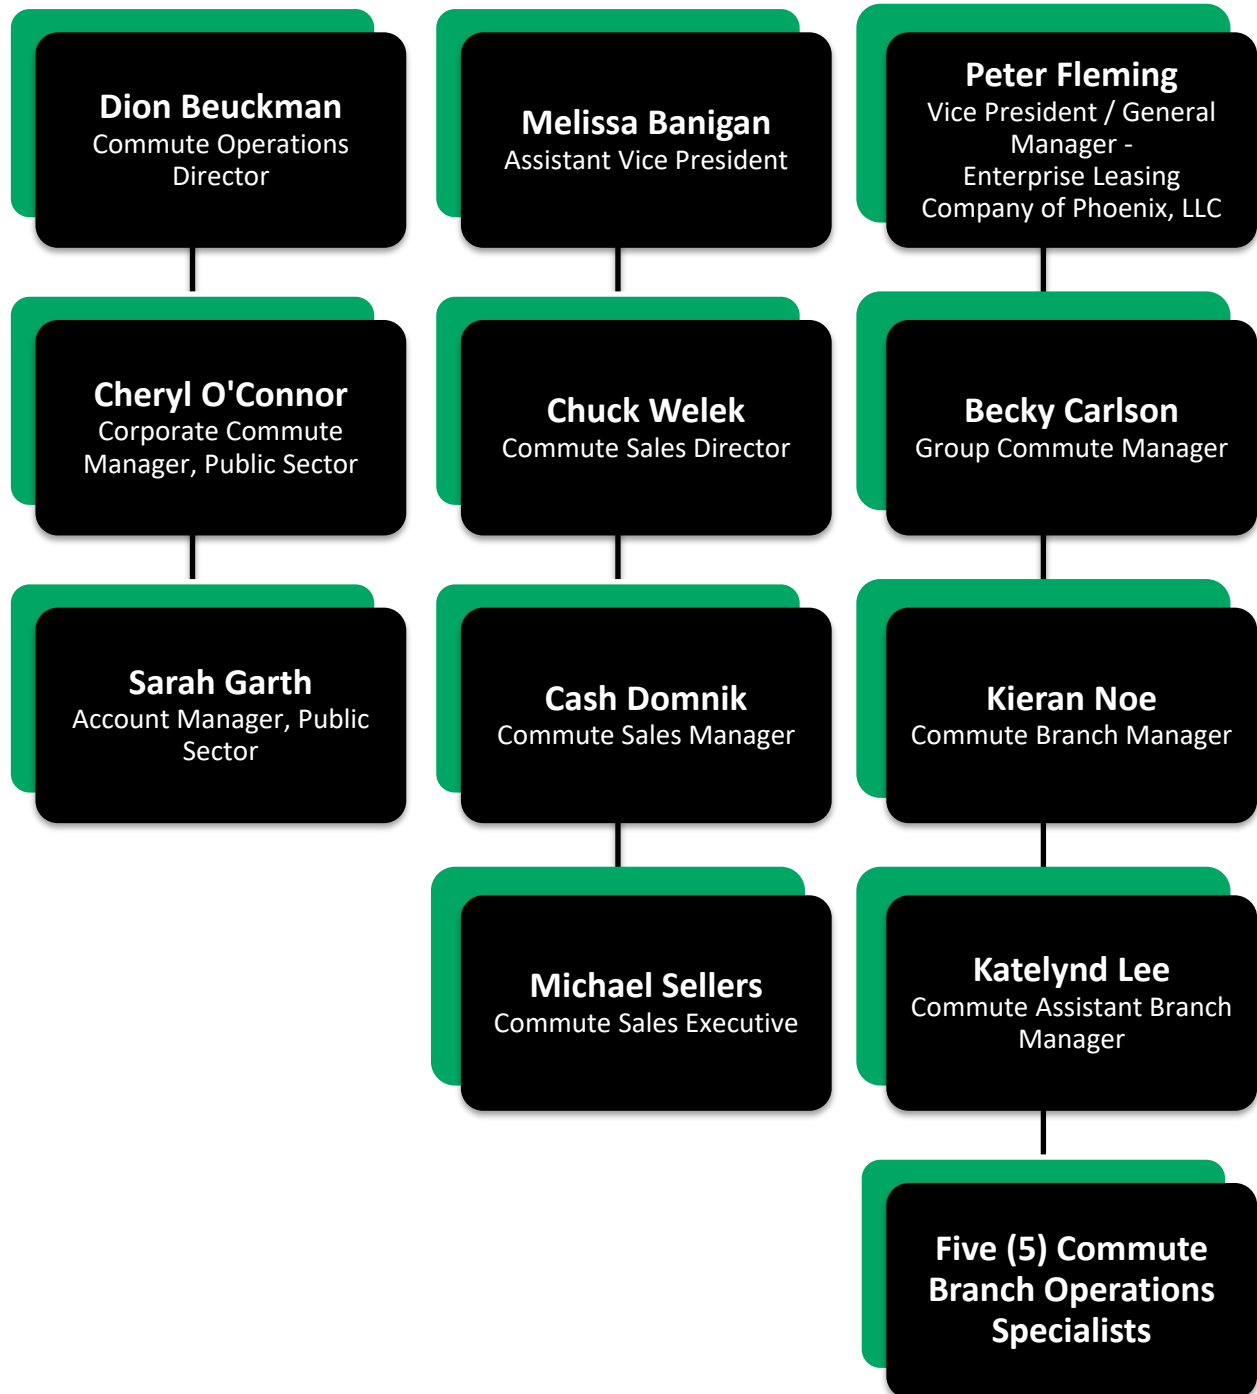 Dion Beuckman
Commute Operations
Director
Cheryl O'Connor
Corporate Commute
Manager, Public Sector
Sarah Garth
Account Manager, Public
Sector
Melissa Banigan
Assistant Vice President
Chuck Welek
Commute Sales Director
Cash Domnik
Commute Sales Manager
Michael Sellers
Commute Sales Executive
Peter Fleming
Vice President / General
Manager -
Enterprise Leasing
Company of Phoenix, LLC
Becky Carlson
Group Commute Manager
Kieran Noe
Commute Branch Manager
Katelynd Lee
Commute Assistant Branch
Manager
Five (5) Commute
Branch Operations
Specialists